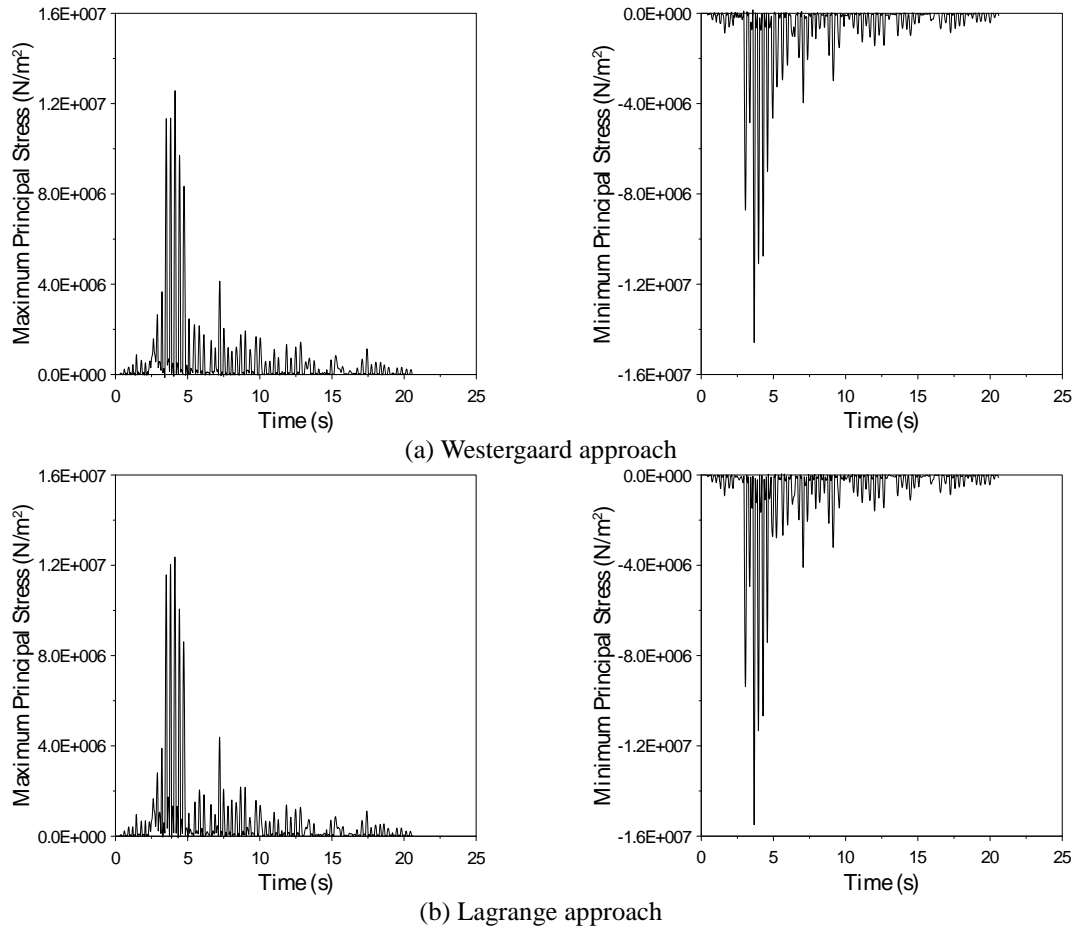 1.6E+007
1.2E+007
8.0E+006
4.0E+006
0.0E+000
Maximum Principal Stress (N/m²)
0 5 10 15 20 25
Time (s)
0.0E+000
-4.0E+006
-8.0E+006
-1.2E+007
-1.6E+007
Minimum Principal Stress (N/m²)
0 5 10 15 20 25
Time (s)
(a) Westergaard approach
1.6E+007
1.2E+007
8.0E+006
4.0E+006
0.0E+000
Maximum Principal Stress (N/m²)
0 5 10 15 20 25
Time (s)
0.0E+000
-4.0E+006
-8.0E+006
-1.2E+007
-1.6E+007
Minimum Principal Stress (N/m²)
0 5 10 15 20 25
Time (s)
(b) Lagrange approach